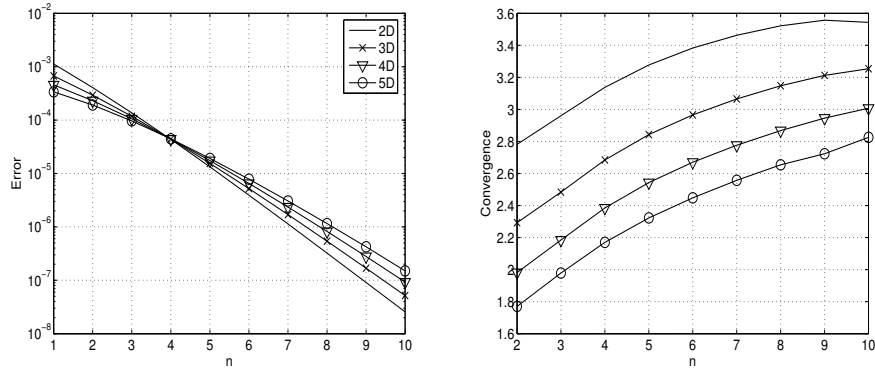 10^-2
10^-3
10^-4
10^-5
10^-6
10^-7
10^-8
Error
1 2 3 4 5 6 7 8 9 10
n
2D
3D
4D
5D
3.6
3.4
3.2
3
2.8
2.6
2.4
2.2
2
1.8
1.6
Convergence
2 3 4 5 6 7 8 9 10
n